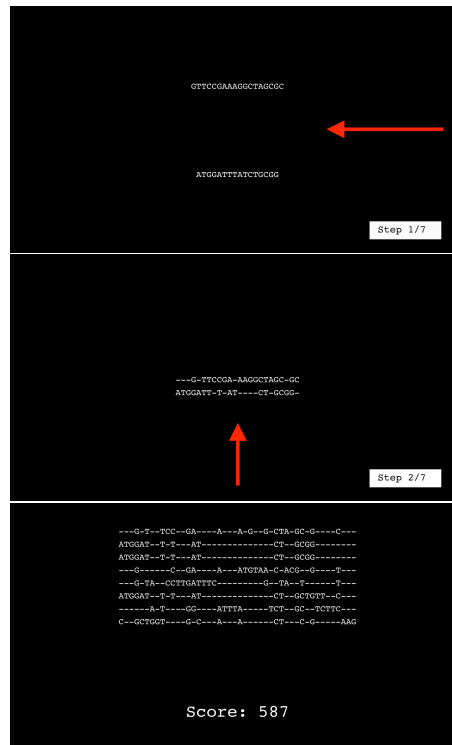 GTTCCGAAAGGCTAGCGC
ATGGATTTATCTGCGG
Step 1/7
---G-TTCCGA-AAGGCTAGC-GC
ATGGATT-T-AT----CT-GCGG-
Step 2/7
---G-T--TCC--GA----A---A-G--G-CTA-GC-G----C---
ATGGAT--T-T---AT--------------CT--GCGG--------
ATGGAT--T-T---AT--------------CT--GCGG--------
---G------C--GA----A---ATGTAA-C-ACG--G----T---
---G-TA--CCTTGATTTC---------G--TA--T------T---
ATGGAT--T-T---AT--------------CT--GCTGTT--C---
------A-T----GG----ATTTA-----TCT--GC--TCTTC---
C--GCTGGT----G-C---A---A------CT---C-G-----AAG
Score: 587